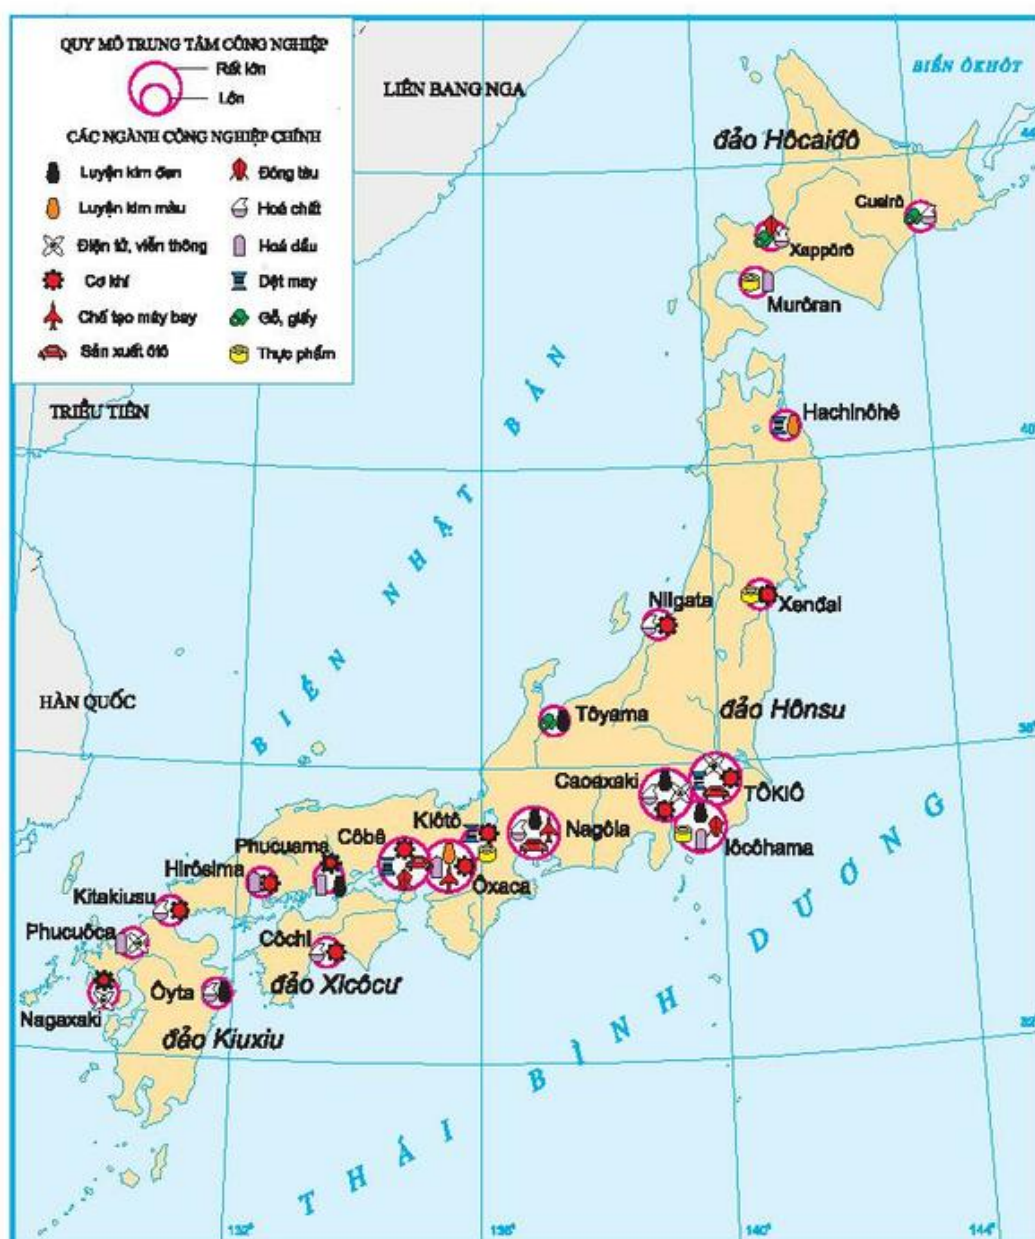 QUY MÔ TRUNG TÂM CÔNG NGHIỆP
Rất lớn
Lớn
CÁC NGÀNH CÔNG NGHIỆP CHÍNH
Luyện kim đen
Đóng tàu
Luyện kim màu
Hoá chất
Điện tử, viễn thông
Hoá dầu
Cơ khí
Dệt may
Chế tạo máy bay
Gỗ, giấy
Sản xuất ôtô
Thực phẩm
LIÊN BANG NGA
BIỂN ÔKHÔT
44
đảo Hôcaiđô
Cusirô
Xappôrô
Murôran
TRIỀU TIÊN
Hachinôhê
40
BIỂN NHẬT BẢN
Niigata
Xenđai
HÀN QUỐC
Tôyama
đảo Hônsu
Caoaxaki
TÔKIÔ
Kiôtô
Nagôia
Iôcôhama
Côbê
Phucuama
Ôxaca
Hirôsima
Kitakiusu
Phucuôca
Côchi
đảo Xicôcư
Ôyta
Nagaxaki
đảo Kiuxiu
32
THÁI BÌNH DƯƠNG
132°
136°
140°
144°